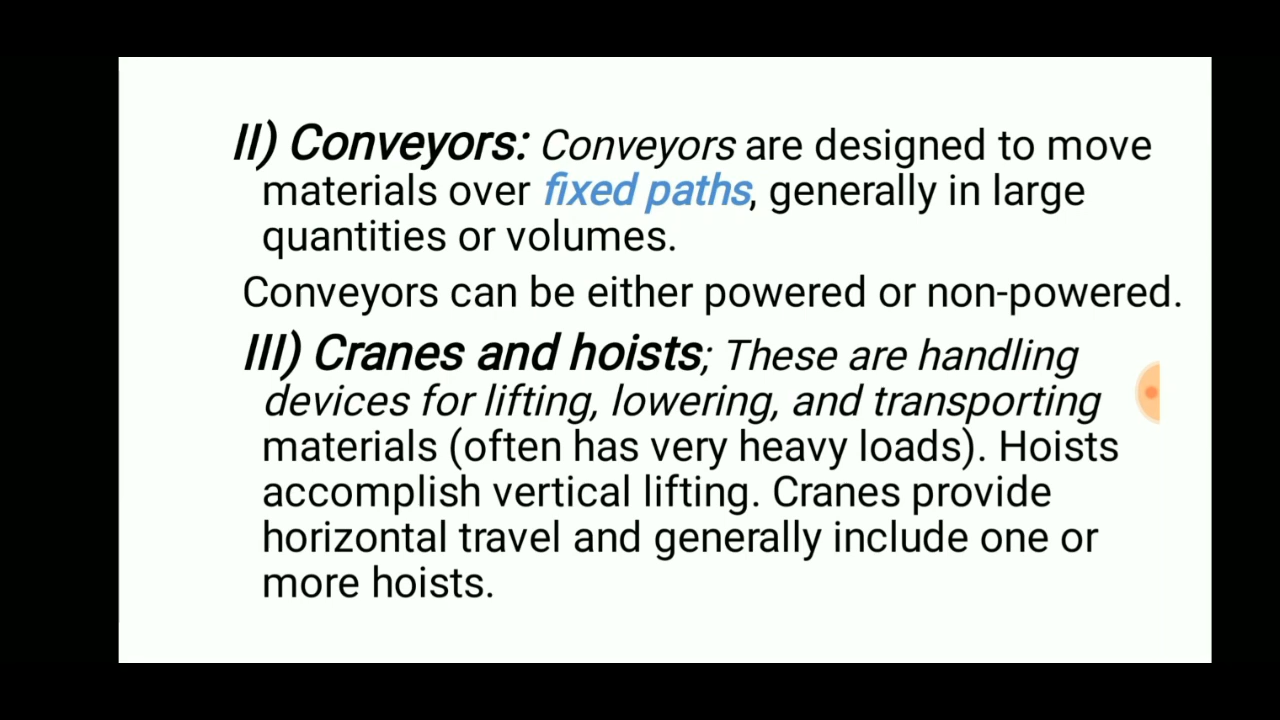 II) Conveyors: Conveyors are designed to move
materials over fixed paths, generally in large
quantities or volumes.
Conveyors can be either powered or non-powered.
III) Cranes and hoists; These are handling
devices for lifting, lowering, and transporting
materials (often has very heavy loads). Hoists
accomplish vertical lifting. Cranes provide
horizontal travel and generally include one or
more hoists.